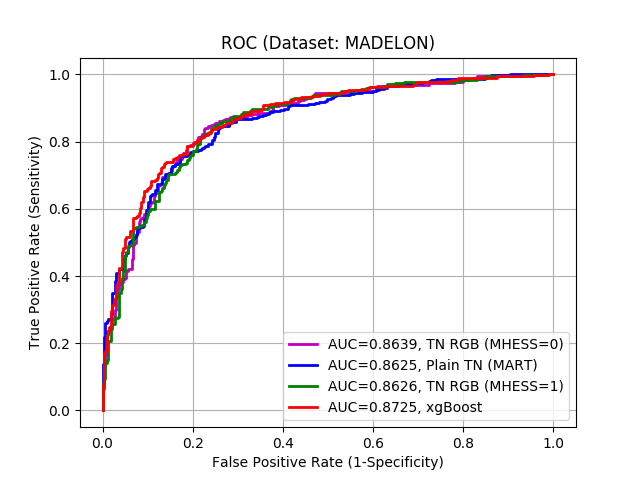 ROC (Dataset: MADELON)
True Positive Rate (Sensitivity)
1.0
0.8
0.6
0.4
0.2
0.0
AUC=0.8639, TN RGB (MHESS=0)
AUC=0.8625, Plain TN (MART)
AUC=0.8626, TN RGB (MHESS=1)
AUC=0.8725, xgBoost
0.0 0.2 0.4 0.6 0.8 1.0
False Positive Rate (1-Specificity)